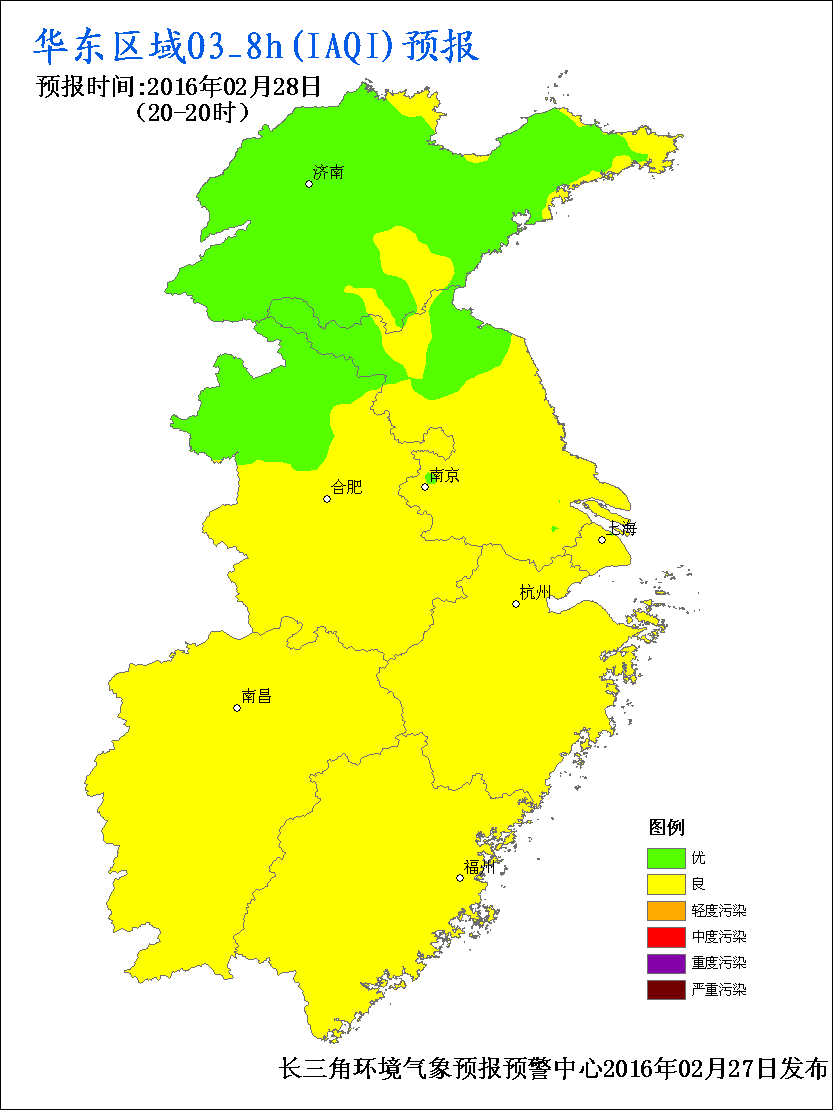 华东区域O3_8h(IAQI)预报
预报时间:2016年02月28日
(20-20时)
济南
南京
合肥
上海
杭州
南昌
福州
图例
优
良
轻度污染
中度污染
重度污染
严重污染
长三角环境气象预报预警中心2016年02月27日发布